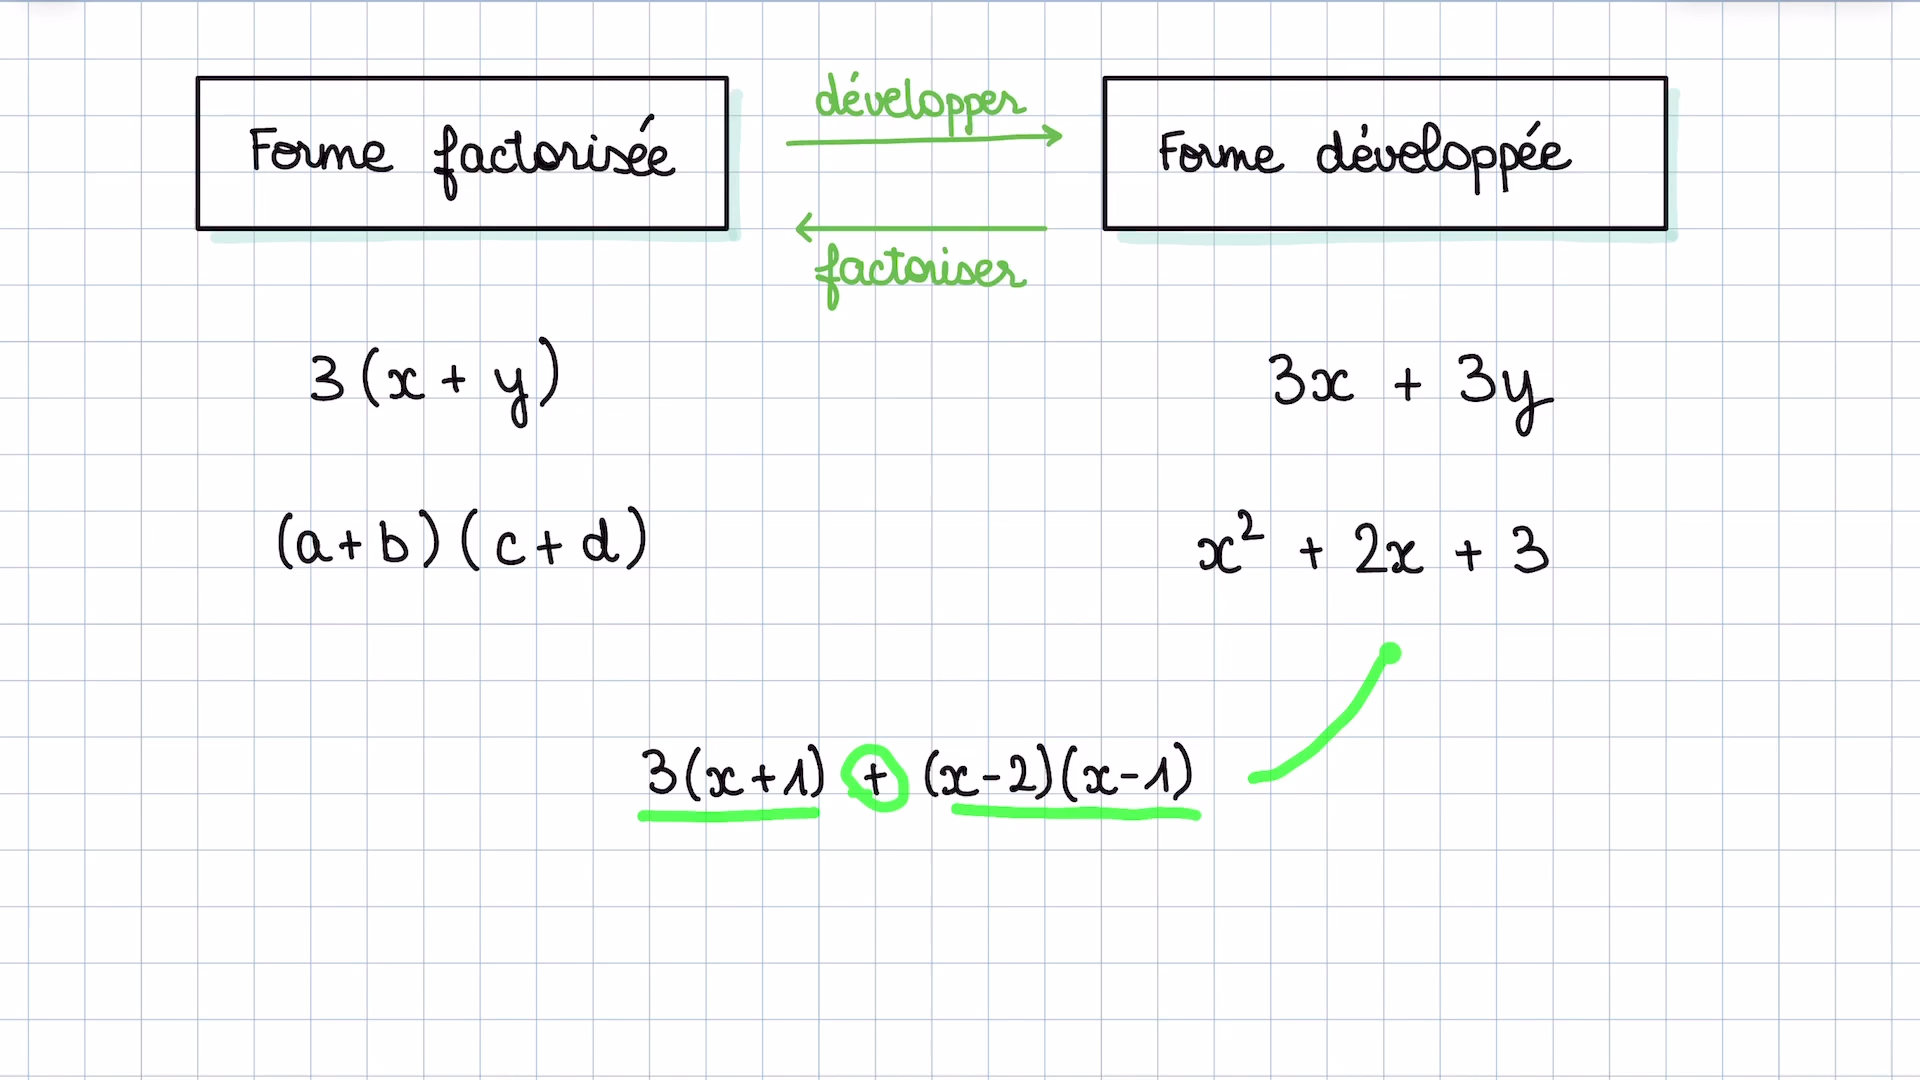 Forme factorisée
développer
Forme développée
factoriser
3(x + y)
3x + 3y
(a+b)(c+d)
x² + 2x + 3
3(x+1) + (x-2)(x-1)